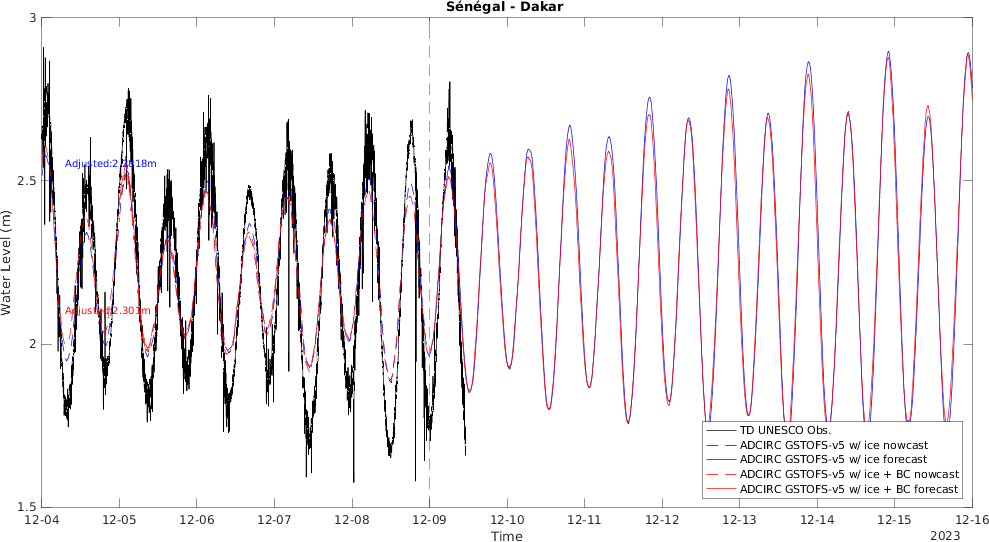 Sénégal - Dakar
3
2.5
2
1.5
Water Level (m)
Adjusted:2.2818m
Adjusted:2.301m
TD UNESCO Obs.
ADCIRC GSTOFS-v5 w/ ice nowcast
ADCIRC GSTOFS-v5 w/ ice forecast
ADCIRC GSTOFS-v5 w/ ice + BC nowcast
ADCIRC GSTOFS-v5 w/ ice + BC forecast
12-04 12-05 12-06 12-07 12-08 12-09 12-10 12-11 12-12 12-13 12-14 12-15 12-16
Time
2023